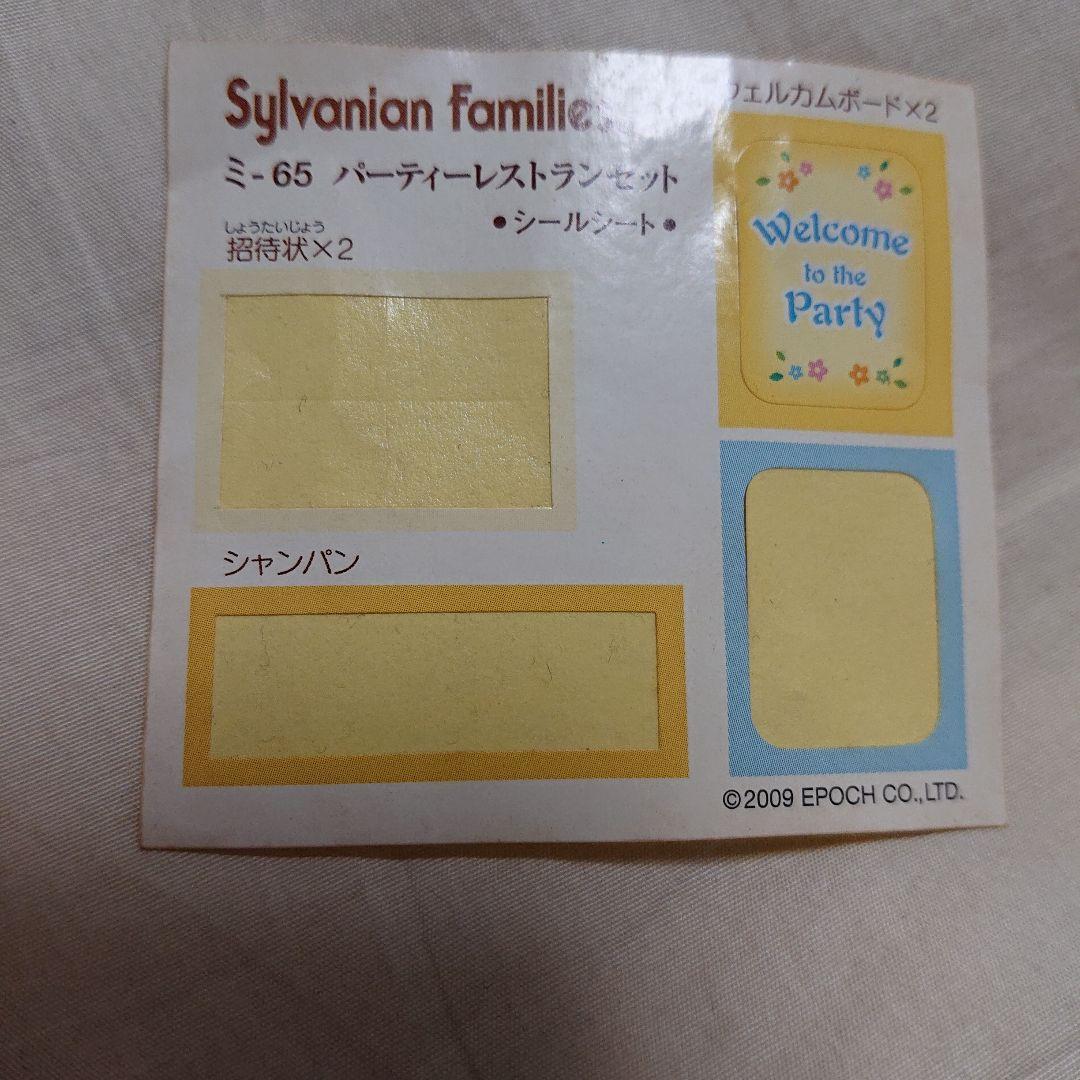 Sylvanian Families
ミ-65 パーティーレストランセット
•シールシート•
しょうたいじょう
招待状×2
シャンパン
ウェルカムボード×2
Welcome
to the
Party
©2009 EPOCH CO.,LTD.